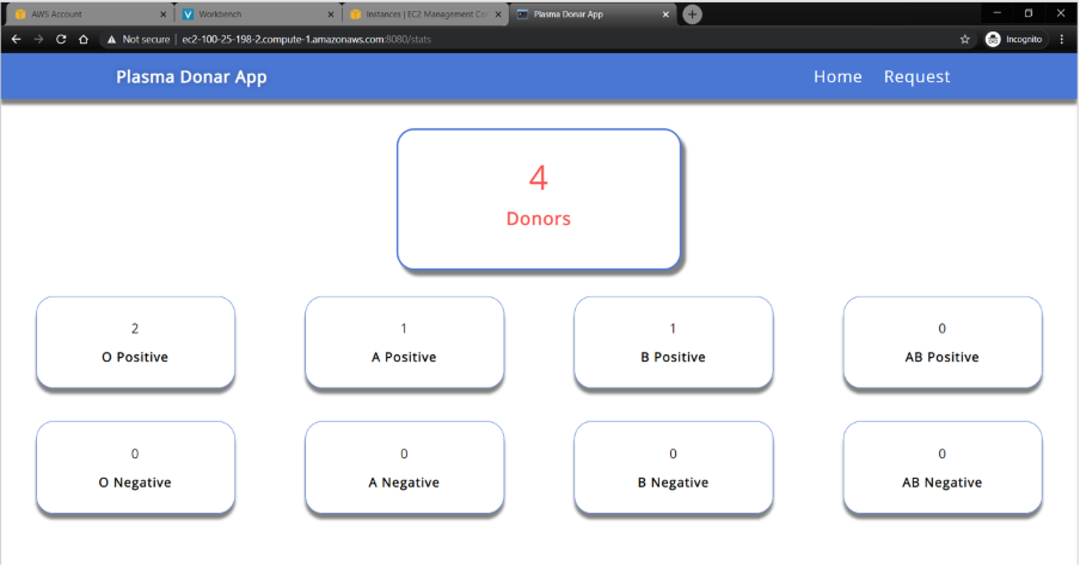 AWS Account
Workbench
Instances | EC2 Management Con
Plasma Donar App
Not secure | ec2-100-25-198-2.compute-1.amazonaws.com:8080/stats
Incognito
Plasma Donar App
Home Request
4
Donors
2 1 1 0
O Positive A Positive B Positive AB Positive
0 0 0 0
O Negative A Negative B Negative AB Negative